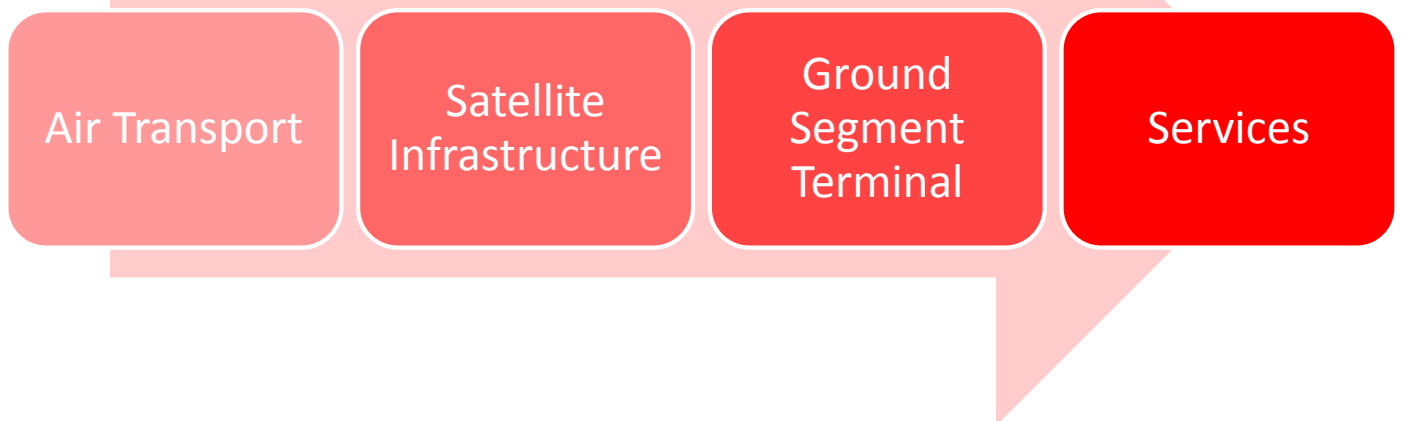 Air Transport
Satellite
Infrastructure
Ground
Segment
Terminal
Services